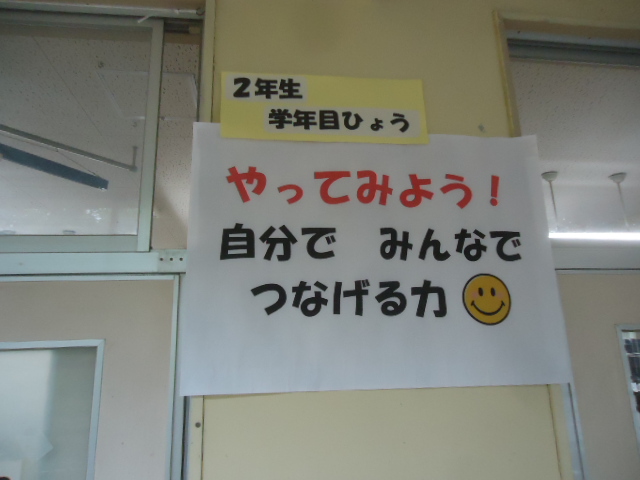 ２年生
学年目ひょう
やってみよう！
自分で　みんなで
つなげる力